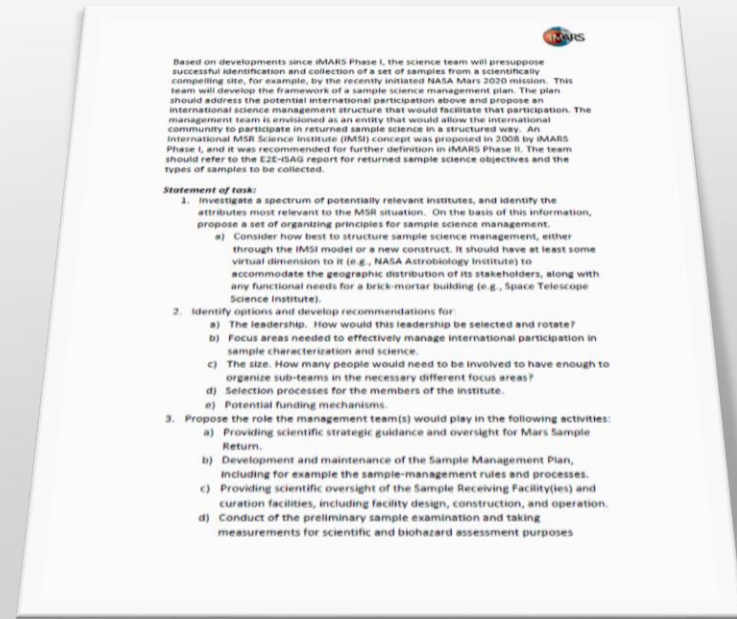 iMARS
Based on developments since iMARS Phase I, the science team will presuppose
successful identification and collection of a set of samples from a scientifically
compelling site, for example, by the recently initiated NASA Mars 2020 mission. This
team will develop the framework of a sample science management plan. The plan
should address the potential international participation above and propose an
international science management structure that would facilitate that participation. The
management team is envisioned as an entity that would allow the international
community to participate in returned sample science in a structured way. An
International MSR Science Institute (IMSI) concept was proposed in 2008 by iMARS
Phase I, and it was recommended for further definition in iMARS Phase II. The team
should refer to the E2E-iSAG report for returned sample science objectives and the
types of samples to be collected.
Statement of task:
1. Investigate a spectrum of potentially relevant institutes, and identify the
attributes most relevant to the MSR situation. On the basis of this information,
propose a set of organizing principles for sample science management.
a) Consider how best to structure sample science management, either
through the IMSI model or a new construct. It should have at least some
virtual dimension to it (e.g., NASA Astrobiology Institute) to
accommodate the geographic distribution of its stakeholders, along with
any functional needs for a brick-mortar building (e.g., Space Telescope
Science Institute).
2. Identify options and develop recommendations for:
a) The leadership. How would this leadership be selected and rotate?
b) Focus areas needed to effectively manage international participation in
sample characterization and science.
c) The size. How many people would need to be involved to have enough to
organize sub-teams in the necessary different focus areas?
d) Selection processes for the members of the institute.
e) Potential funding mechanisms.
3. Propose the role the management team(s) would play in the following activities:
a) Providing scientific strategic guidance and oversight for Mars Sample
Return.
b) Development and maintenance of the Sample Management Plan,
including for example the sample-management rules and processes.
c) Providing scientific oversight of the Sample Receiving Facility(ies) and
curation facilities, including facility design, construction, and operation.
d) Conduct of the preliminary sample examination and taking
measurements for scientific and biohazard assessment purposes